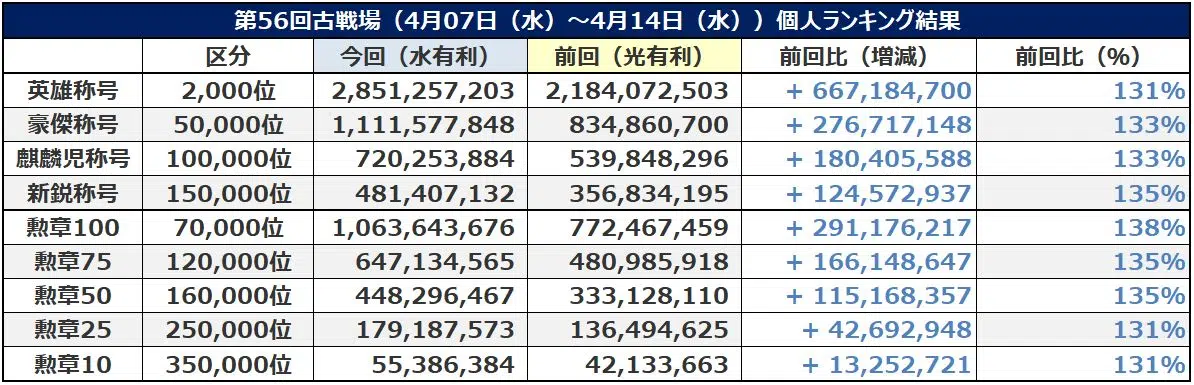 第56回古戦場（4月07日（水）～4月14日（水））個人ランキング結果
区分 今回（水有利） 前回（光有利） 前回比（増減） 前回比（%）
英雄称号 2,000位 2,851,257,203 2,184,072,503 + 667,184,700 131%
豪傑称号 50,000位 1,111,577,848 834,860,700 + 276,717,148 133%
麒麟児称号 100,000位 720,253,884 539,848,296 + 180,405,588 133%
新鋭称号 150,000位 481,407,132 356,834,195 + 124,572,937 135%
勲章100 70,000位 1,063,643,676 772,467,459 + 291,176,217 138%
勲章75 120,000位 647,134,565 480,985,918 + 166,148,647 135%
勲章50 160,000位 448,296,467 333,128,110 + 115,168,357 135%
勲章25 250,000位 179,187,573 136,494,625 + 42,692,948 131%
勲章10 350,000位 55,386,384 42,133,663 + 13,252,721 131%